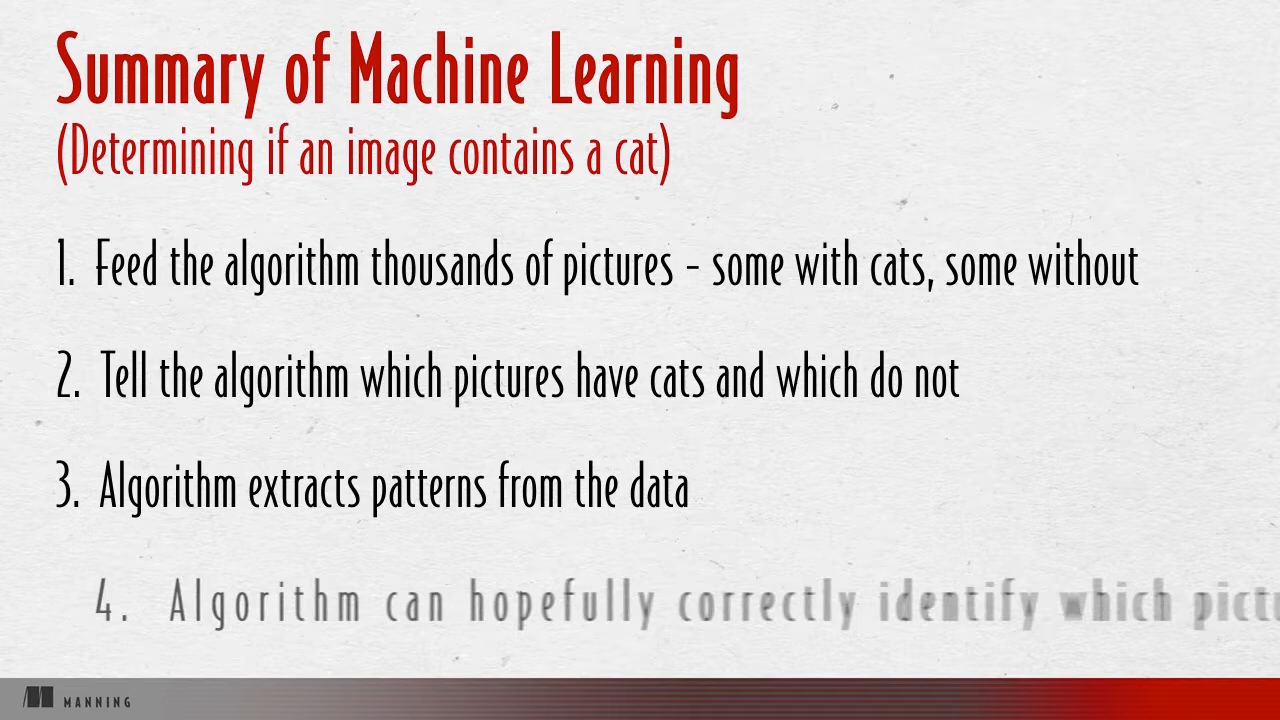 Summary of Machine Learning
(Determining if an image contains a cat)
1. Feed the algorithm thousands of pictures - some with cats, some without
2. Tell the algorithm which pictures have cats and which do not
3. Algorithm extracts patterns from the data
4. Algorithm can hopefully correctly identify which
MANNING